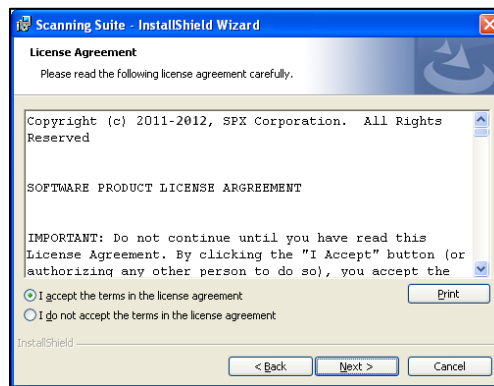 Scanning Suite - InstallShield Wizard
License Agreement
Please read the following license agreement carefully.
Copyright (c) 2011-2012, SPX Corporation.  All Rights
Reserved
SOFTWARE PRODUCT LICENSE ARGREEMENT
IMPORTANT: Do not continue until you have read this
License Agreement. By clicking the "I Accept" button (or
authorizing any other person to do so), you accept the
I accept the terms in the license agreement
Print
I do not accept the terms in the license agreement
InstallShield
< Back Next > Cancel